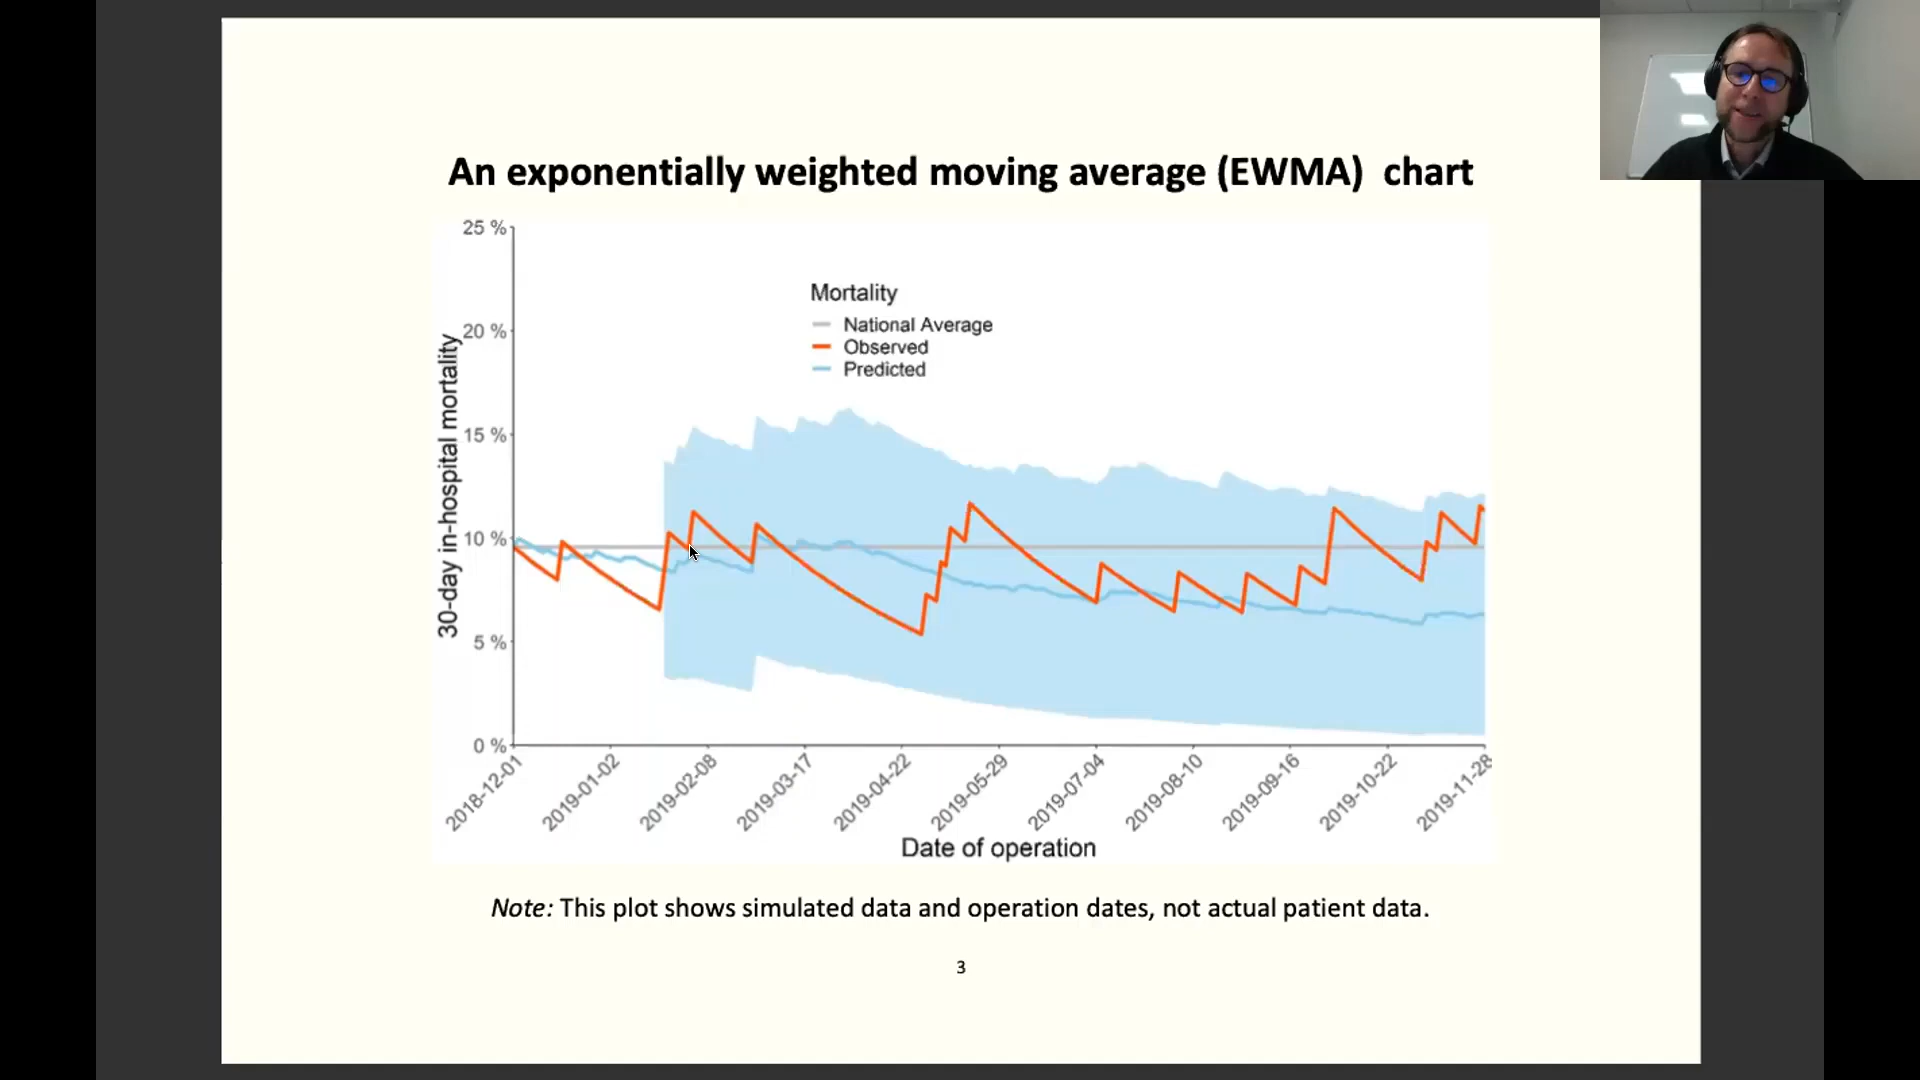 An exponentially weighted moving average (EWMA) chart
25 %
20 %
15 %
10 %
5 %
0 %
30-day in-hospital mortality
Mortality
National Average
Observed
Predicted
2018-12-01
2019-01-02
2019-02-08
2019-03-17
2019-04-22
2019-05-29
2019-07-04
2019-08-10
2019-09-16
2019-10-22
2019-11-28
Date of operation
Note: This plot shows simulated data and operation dates, not actual patient data.
3